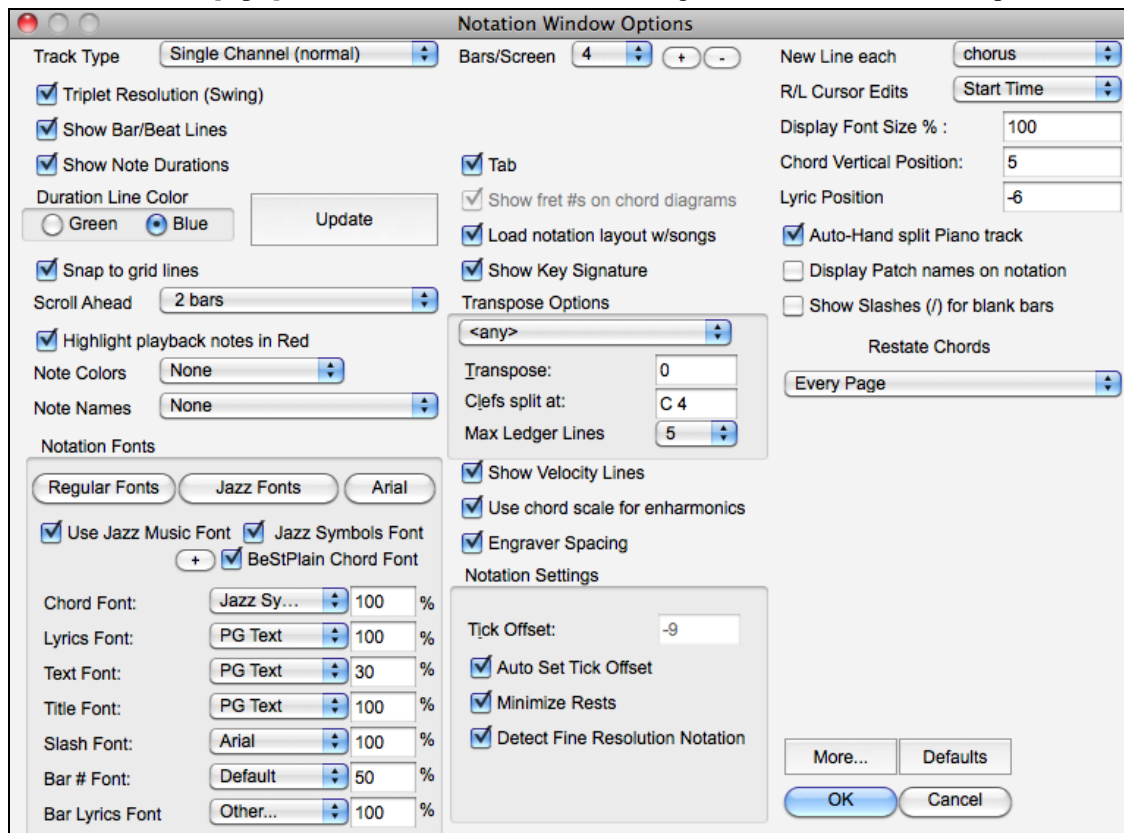 Notation Window Options
Track Type Single Channel (normal)
Triplet Resolution (Swing)
Show Bar/Beat Lines
Show Note Durations
Duration Line Color
Green Blue Update
Snap to grid lines
Scroll Ahead 2 bars
Highlight playback notes in Red
Note Colors None
Note Names None
Notation Fonts
Regular Fonts Jazz Fonts Arial
Use Jazz Music Font Jazz Symbols Font
+ BeStPlain Chord Font
Chord Font: Jazz Sy... 100 %
Lyrics Font: PG Text 100 %
Text Font: PG Text 30 %
Title Font: PG Text 100 %
Slash Font: Arial 100 %
Bar # Font: Default 50 %
Bar Lyrics Font Other... 100 %
Bars/Screen 4 + -
Tab
Show fret #s on chord diagrams
Load notation layout w/songs
Show Key Signature
Transpose Options
<any>
Transpose: 0
Clefs split at: C 4
Max Ledger Lines 5
Show Velocity Lines
Use chord scale for enharmonics
Engraver Spacing
Notation Settings
Tick Offset: -9
Auto Set Tick Offset
Minimize Rests
Detect Fine Resolution Notation
New Line each chorus
R/L Cursor Edits Start Time
Display Font Size % : 100
Chord Vertical Position: 5
Lyric Position -6
Auto-Hand split Piano track
Display Patch names on notation
Show Slashes (/) for blank bars
Restate Chords
Every Page
More... Defaults
OK Cancel